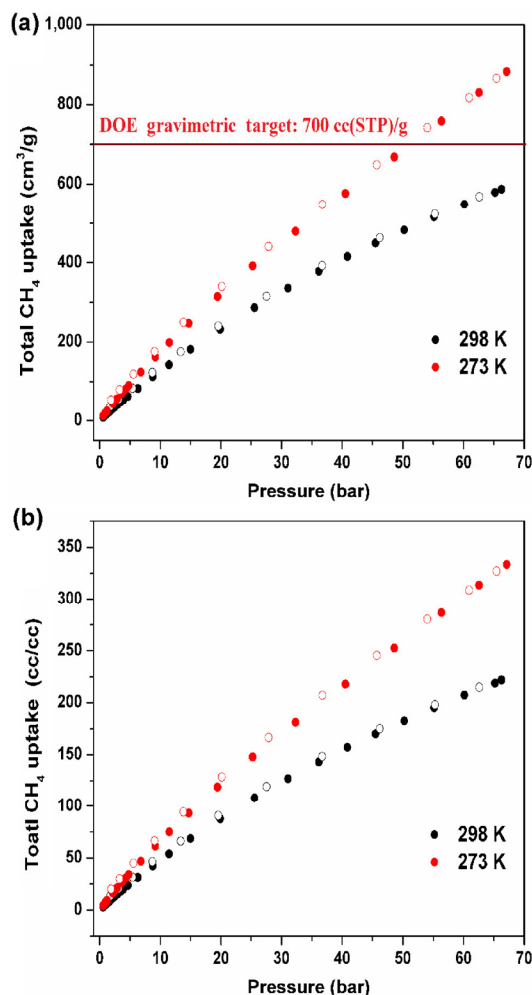 (a)
1,000
800
DOE gravimetric target: 700 cc(STP)/g
600
400
200
0
Total CH4 uptake (cm3/g)
298 K
273 K
0 10 20 30 40 50 60 70
Pressure (bar)
(b)
350
300
250
200
150
100
50
0
Toatl CH4 uptake (cc/cc)
298 K
273 K
0 10 20 30 40 50 60 70
Pressure (bar)